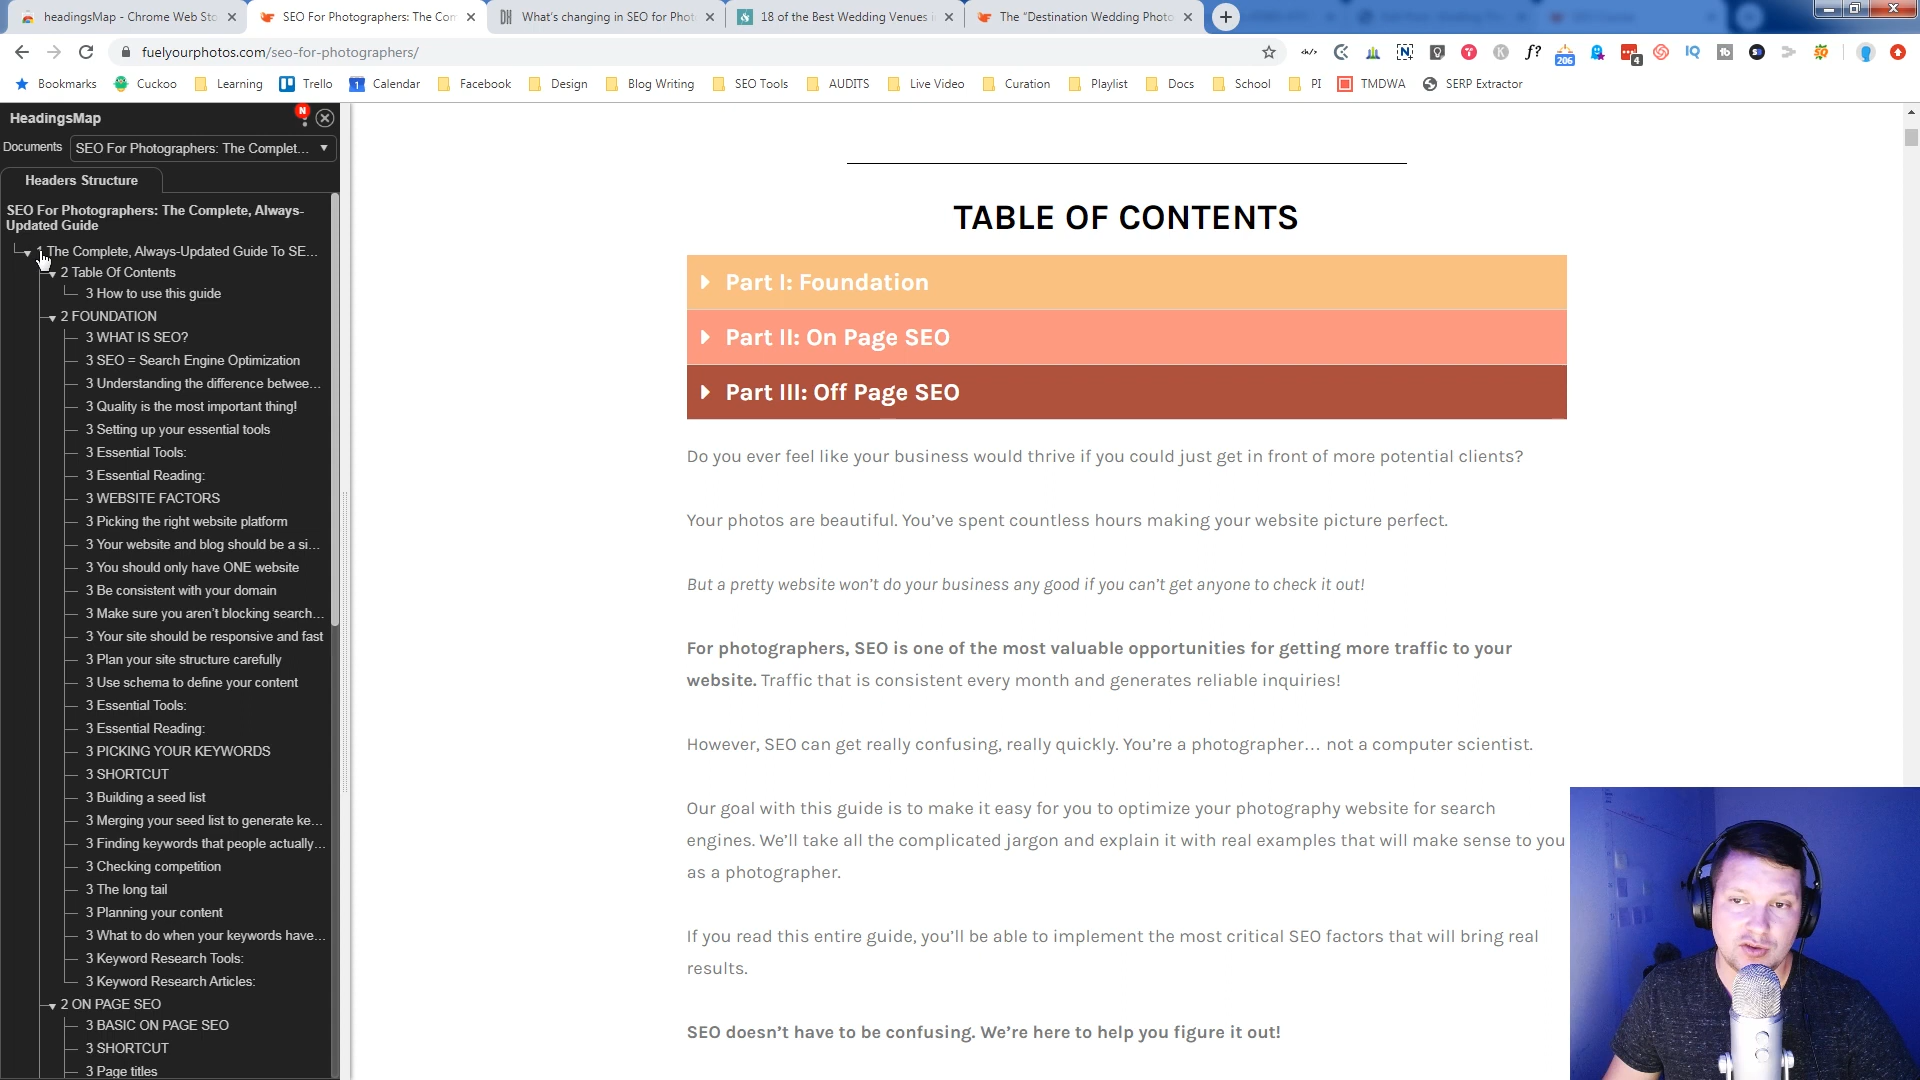 headingsMap - Chrome Web Sto
SEO For Photographers: The Com
What's changing in SEO for Phot
18 of the Best Wedding Venues i
The "Destination Wedding Photo
fuelyourphotos.com/seo-for-photographers/
Bookmarks
Cuckoo
Learning
Trello
Calendar
Facebook
Design
Blog Writing
SEO Tools
AUDITS
Live Video
Curation
Playlist
Docs
School
PI
TMDWA
SERP Extractor
206
4
HeadingsMap
N
Documents
SEO For Photographers: The Complet...
Headers Structure
SEO For Photographers: The Complete, Always-
Updated Guide
1 The Complete, Always-Updated Guide To SE...
2 Table Of Contents
3 How to use this guide
2 FOUNDATION
3 WHAT IS SEO?
3 SEO = Search Engine Optimization
3 Understanding the difference betwee...
3 Quality is the most important thing!
3 Setting up your essential tools
3 Essential Tools:
3 Essential Reading:
3 WEBSITE FACTORS
3 Picking the right website platform
3 Your website and blog should be a si...
3 You should only have ONE website
3 Be consistent with your domain
3 Make sure you aren't blocking search...
3 Your site should be responsive and fast
3 Plan your site structure carefully
3 Use schema to define your content
3 Essential Tools:
3 Essential Reading:
3 PICKING YOUR KEYWORDS
3 SHORTCUT
3 Building a seed list
3 Merging your seed list to generate ke...
3 Finding keywords that people actually...
3 Checking competition
3 The long tail
3 Planning your content
3 What to do when your keywords have...
3 Keyword Research Tools:
3 Keyword Research Articles:
2 ON PAGE SEO
3 BASIC ON PAGE SEO
3 SHORTCUT
3 Page titles
TABLE OF CONTENTS
Part I: Foundation
Part II: On Page SEO
Part III: Off Page SEO
Do you ever feel like your business would thrive if you could just get in front of more potential clients?
Your photos are beautiful. You've spent countless hours making your website picture perfect.
But a pretty website won't do your business any good if you can't get anyone to check it out!
For photographers, SEO is one of the most valuable opportunities for getting more traffic to your
website. Traffic that is consistent every month and generates reliable inquiries!
However, SEO can get really confusing, really quickly. You're a photographer… not a computer scientist.
Our goal with this guide is to make it easy for you to optimize your photography website for search
engines. We'll take all the complicated jargon and explain it with real examples that will make sense to you
as a photographer.
If you read this entire guide, you'll be able to implement the most critical SEO factors that will bring real
results.
SEO doesn't have to be confusing. We're here to help you figure it out!